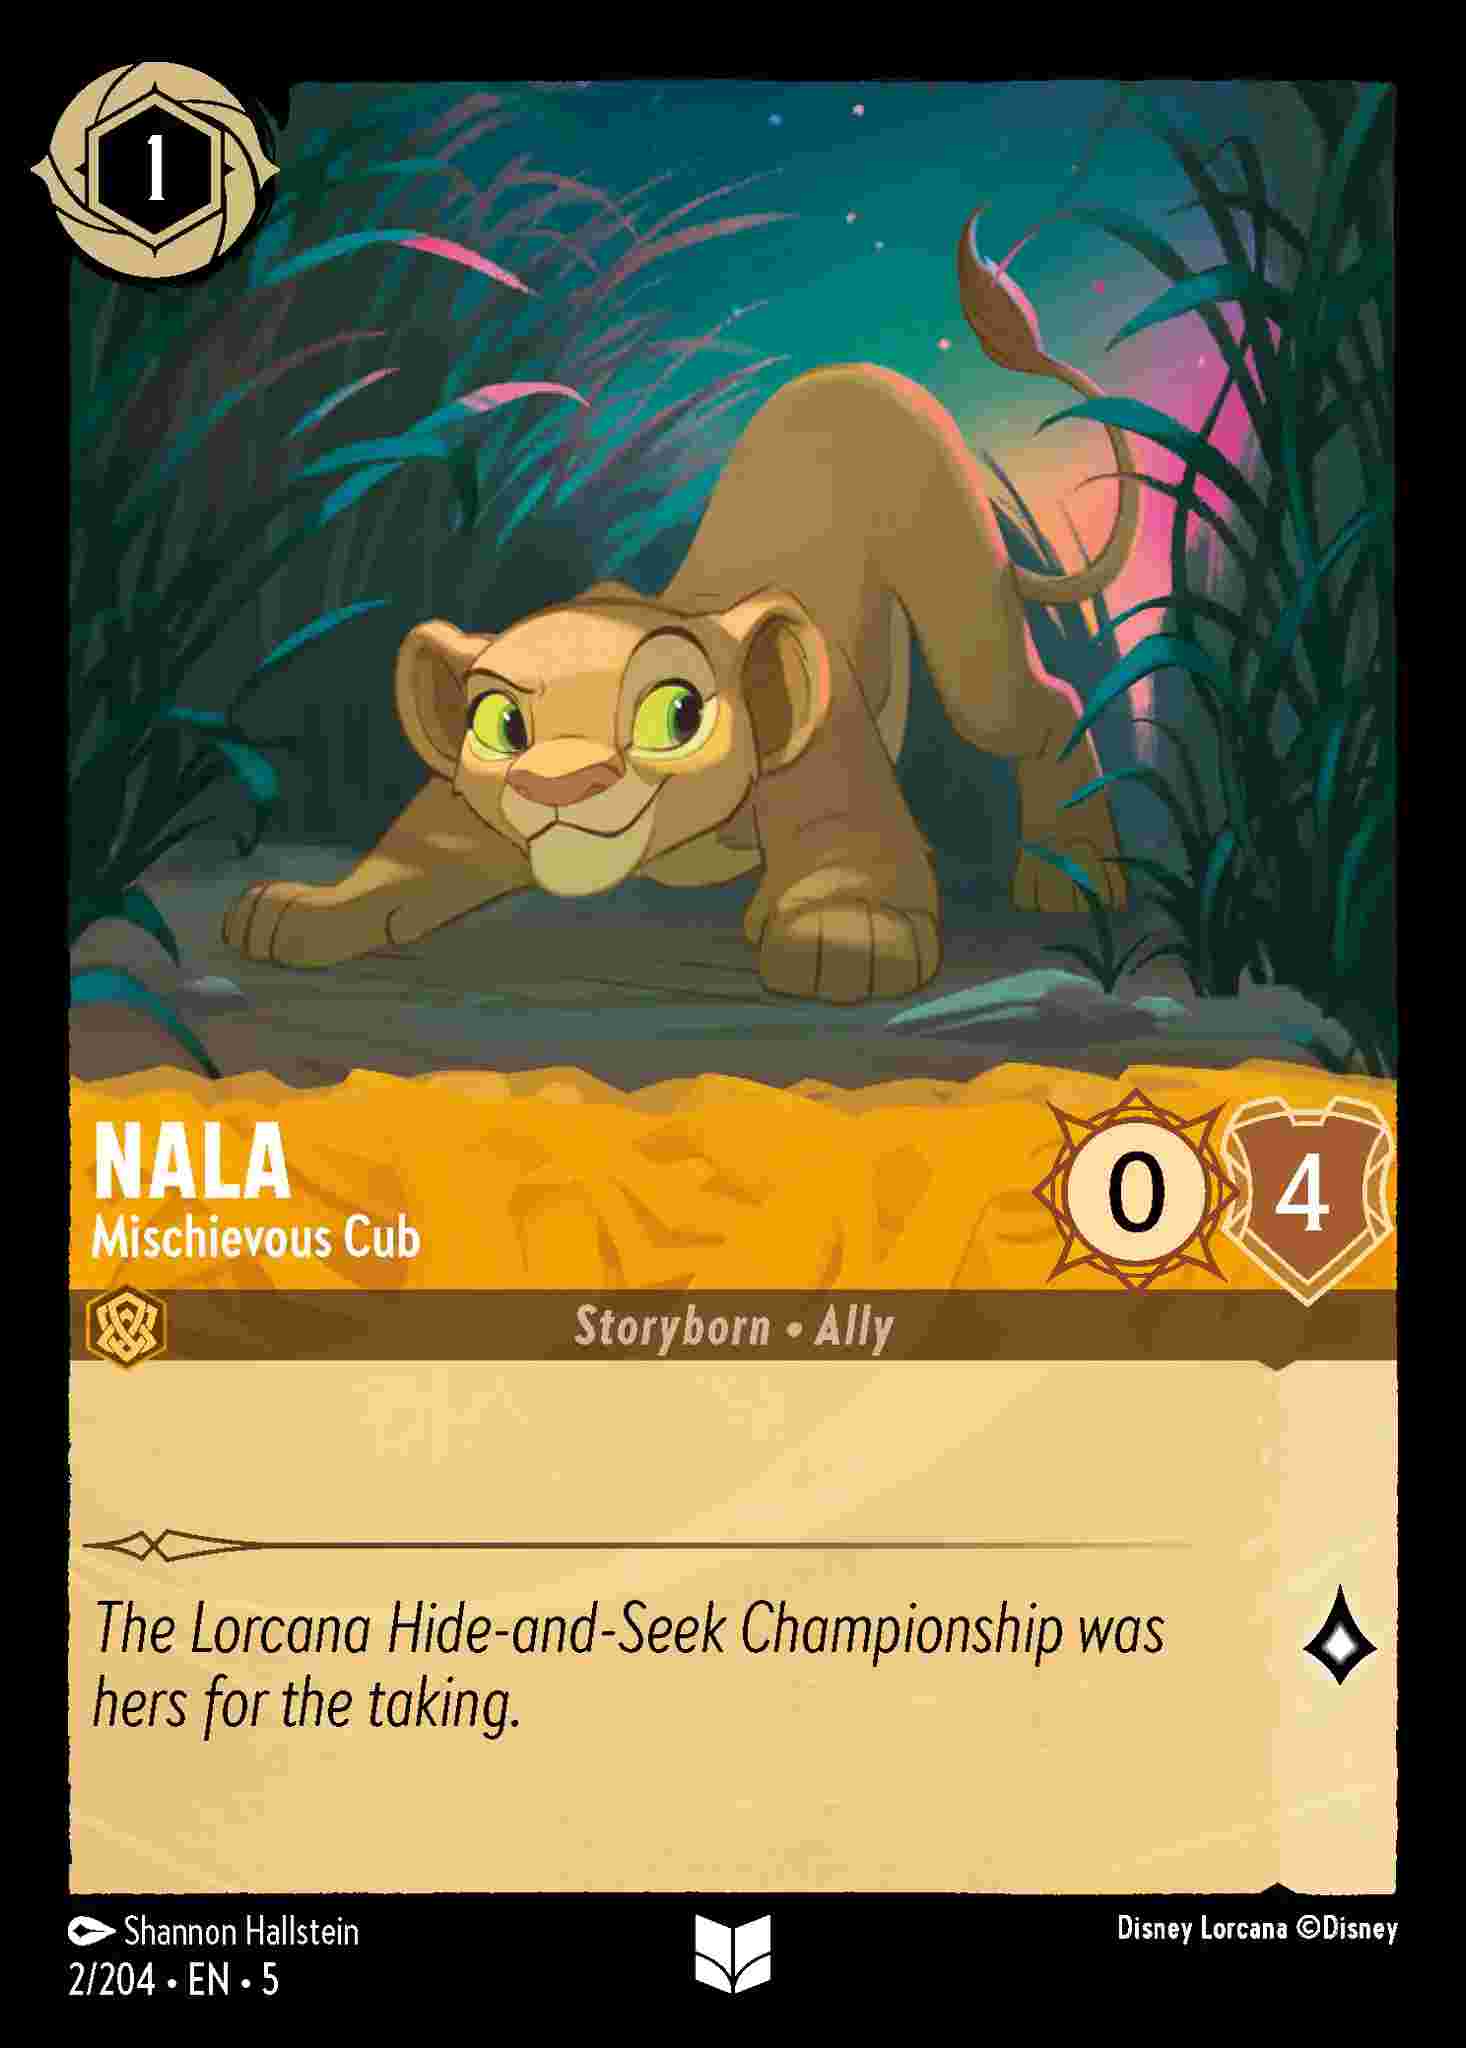 1
NALA
Mischievous Cub
0
4
Storyborn • Ally
The Lorcana Hide-and-Seek Championship was
hers for the taking.
Shannon Hallstein
2/204 • EN • 5
Disney Lorcana ©Disney